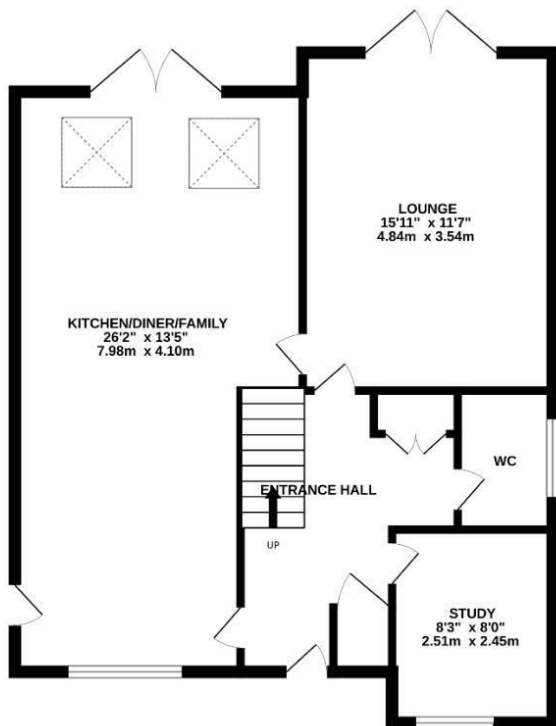 LOUNGE
15'11" x 11'7"
4.84m x 3.54m
KITCHEN/DINER/FAMILY
26'2" x 13'5"
7.98m x 4.10m
WC
ENTRANCE HALL
UP
STUDY
8'3" x 8'0"
2.51m x 2.45m